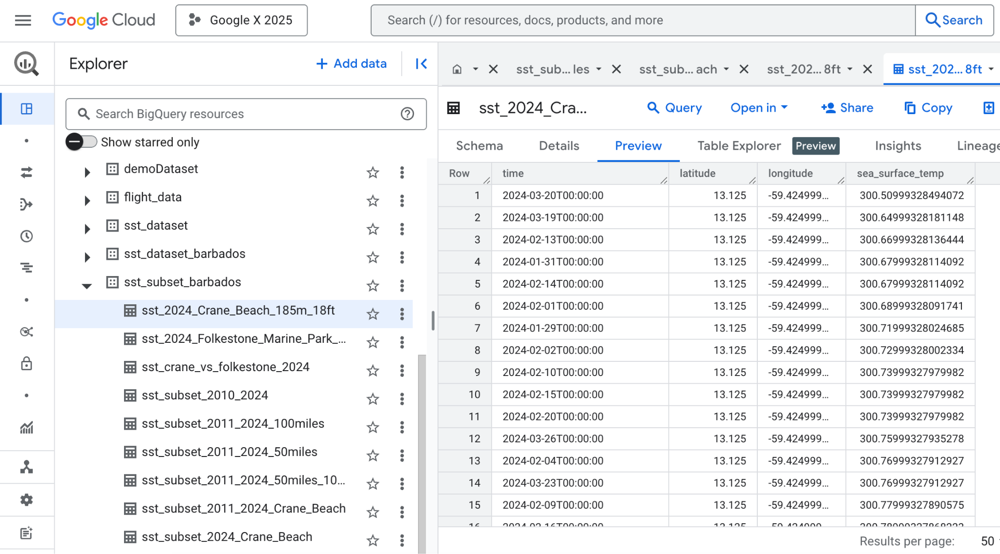 Google Cloud
Google X 2025
Search (/) for resources, docs, products, and more
Search
Explorer
+ Add data
Search BigQuery resources
Show starred only
demoDataset
flight_data
sst_dataset
sst_dataset_barbados
sst_subset_barbados
sst_2024_Crane_Beach_185m_18ft
sst_2024_Folkestone_Marine_Park_...
sst_crane_vs_folkestone_2024
sst_subset_2010_2024
sst_subset_2011_2024_100miles
sst_subset_2011_2024_50miles
sst_subset_2011_2024_50miles_10...
sst_subset_2011_2024_Crane_Beach
sst_subset_2024_Crane_Beach
sst_sub... les
sst_sub... ach
sst_202... 8ft
sst_202... 8ft
sst_2024_Cra...
Query
Open in
Share
Copy
Schema
Details
Preview
Table Explorer
Preview
Insights
Lineage
Row time latitude longitude sea_surface_temp
1 2024-03-20T00:00:00 13.125 -59.424999... 300.50999328494072
2 2024-03-19T00:00:00 13.125 -59.424999... 300.64999328181148
3 2024-02-13T00:00:00 13.125 -59.424999... 300.66999328136444
4 2024-01-31T00:00:00 13.125 -59.424999... 300.67999328114092
5 2024-02-14T00:00:00 13.125 -59.424999... 300.67999328114092
6 2024-02-01T00:00:00 13.125 -59.424999... 300.68999328091741
7 2024-01-29T00:00:00 13.125 -59.424999... 300.71999328024685
8 2024-02-02T00:00:00 13.125 -59.424999... 300.72999328002334
9 2024-02-10T00:00:00 13.125 -59.424999... 300.73999327979982
10 2024-02-15T00:00:00 13.125 -59.424999... 300.73999327979982
11 2024-02-20T00:00:00 13.125 -59.424999... 300.73999327979982
12 2024-03-26T00:00:00 13.125 -59.424999... 300.75999327935278
13 2024-02-04T00:00:00 13.125 -59.424999... 300.76999327912927
14 2024-03-23T00:00:00 13.125 -59.424999... 300.76999327912927
15 2024-02-09T00:00:00 13.125 -59.424999... 300.77999327890575
Results per page: 50